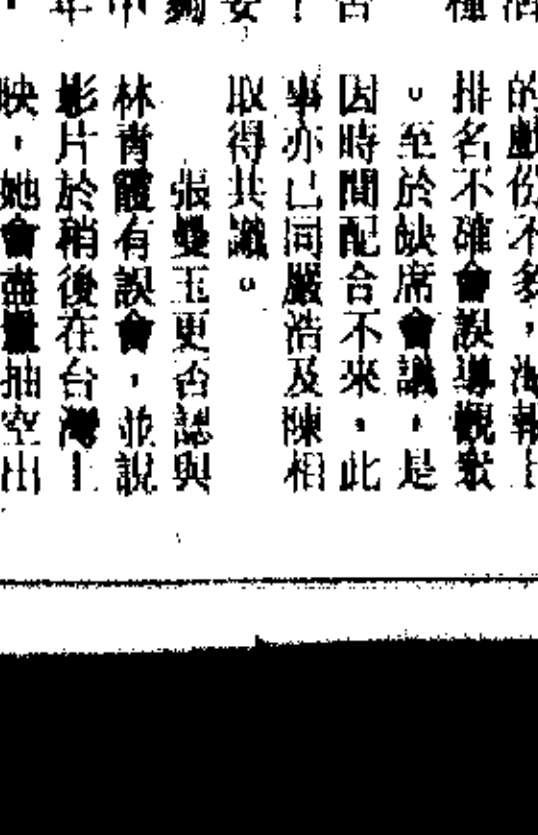 的戲份不多，海報上
排名不確會誤導觀眾
。至於缺席會議，是
因時間配合不來，此
事亦已同嚴浩及陳相
取得共識。
張雙玉更否認與
林青霞有誤會，並說
影片於稍後在台灣上
映，她會盡量抽空出